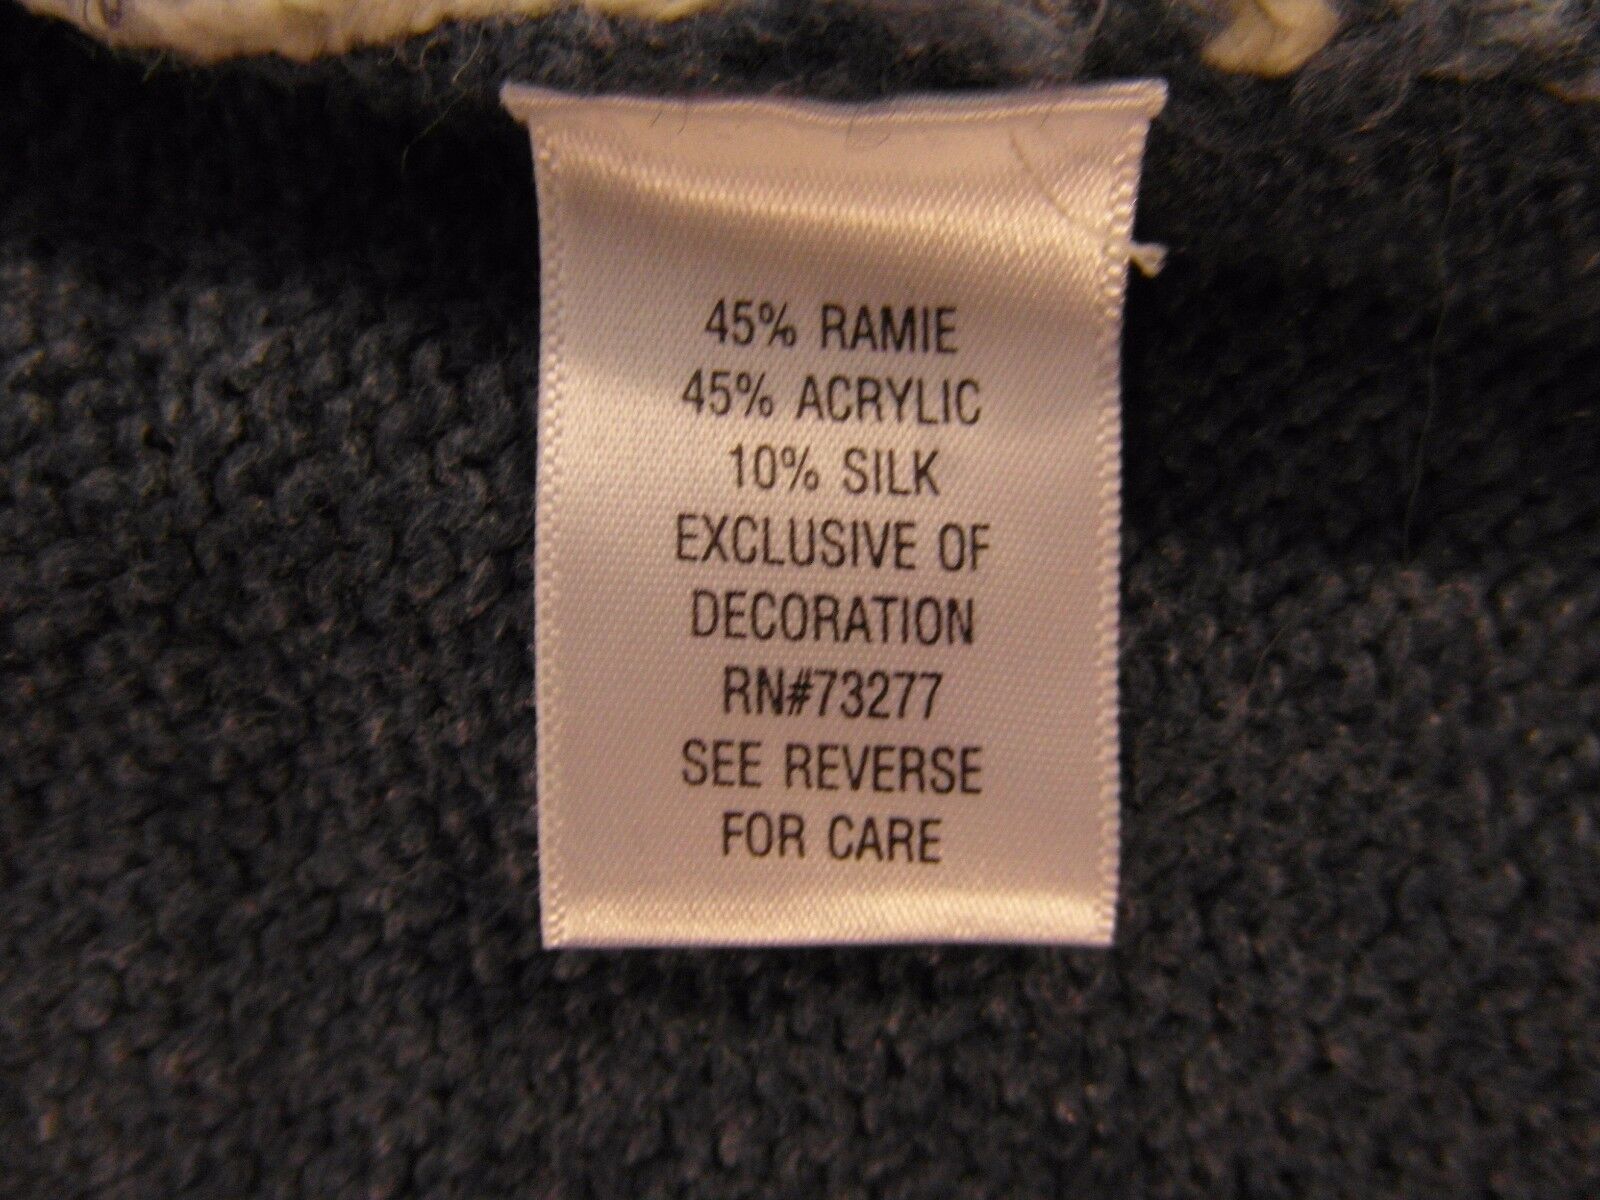 45% RAMIE
45% ACRYLIC
10% SILK
EXCLUSIVE OF
DECORATION
RN#73277
SEE REVERSE
FOR CARE